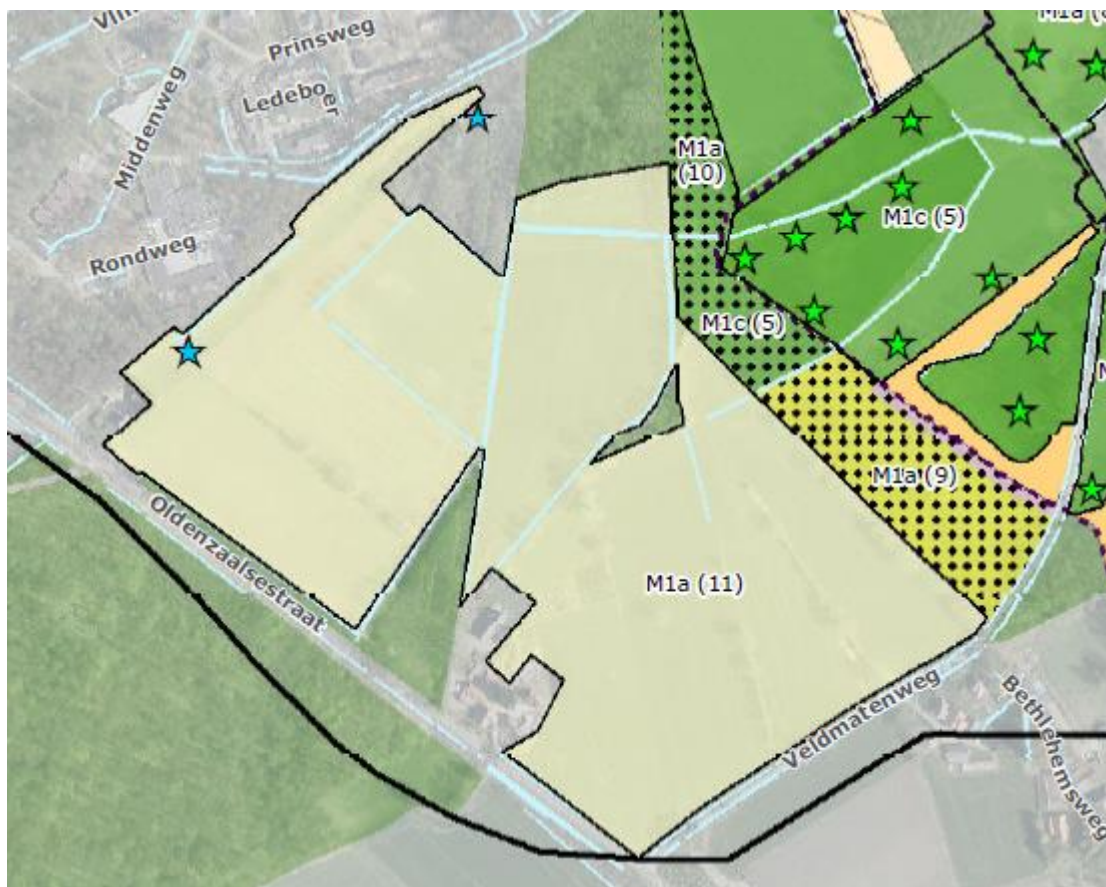 Prinsweg
Ledeboer
Middenweg
Rondweg
M1a
(10)
M1c (5)
M1c (5)
M1a (9)
M1a (11)
Oldenzaalsestraat
Veldmatenweg
Bethlehemsweg